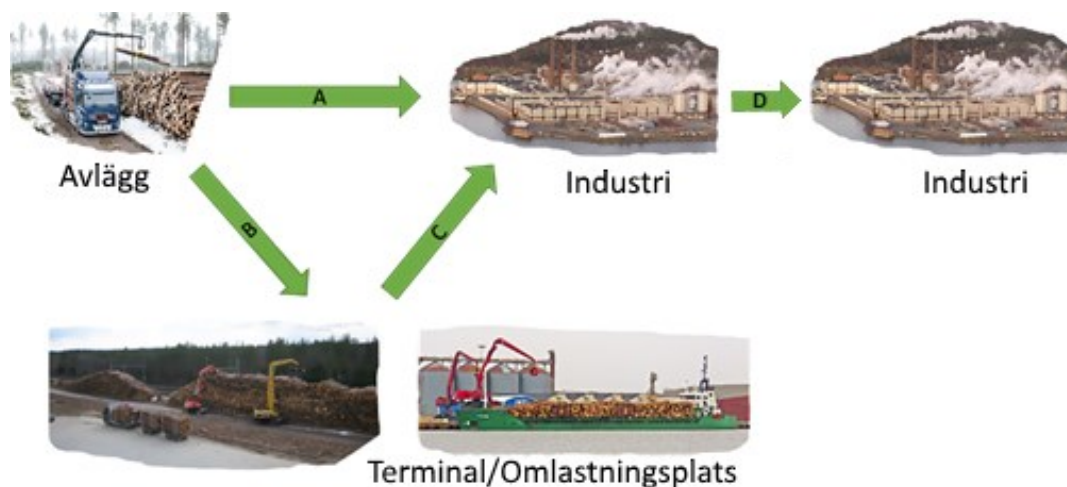 A
D
Avlägg
Industri
Industri
B
C
Terminal/Omlastningsplats